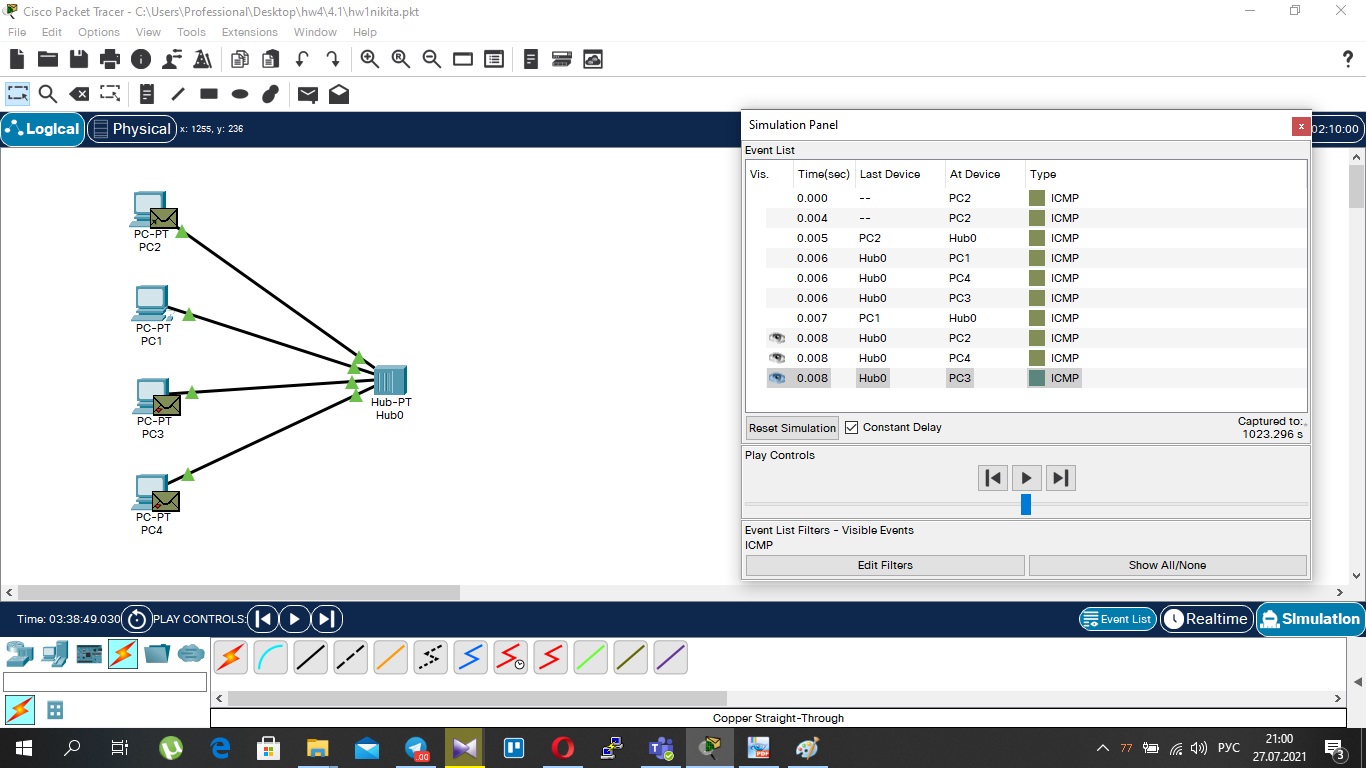 Cisco Packet Tracer - C:\Users\Professional\Desktop\hw4\4.1\hw1nikita.pkt
File Edit Options View Tools Extensions Window Help
Logical Physical x: 1255, y: 236
02:10:00
Simulation Panel
x
Event List
Vis. Time(sec) Last Device At Device Type
0.000 -- PC2 ICMP
0.004 -- PC2 ICMP
0.005 PC2 Hub0 ICMP
0.006 Hub0 PC1 ICMP
0.006 Hub0 PC4 ICMP
0.006 Hub0 PC3 ICMP
0.007 PC1 Hub0 ICMP
0.008 Hub0 PC2 ICMP
0.008 Hub0 PC4 ICMP
0.008 Hub0 PC3 ICMP
Reset Simulation Constant Delay Captured to:
1023.296 s
Play Controls
Event List Filters - Visible Events
ICMP
Edit Filters Show All/None
PC-PT
PC2
PC-PT
PC1
PC-PT
PC3
PC-PT
PC4
Hub-PT
Hub0
Time: 03:38:49.030 PLAY CONTROLS: Event List Realtime Simulation
Copper Straight-Through
.00
77 РУС 21:00
27.07.2021
3